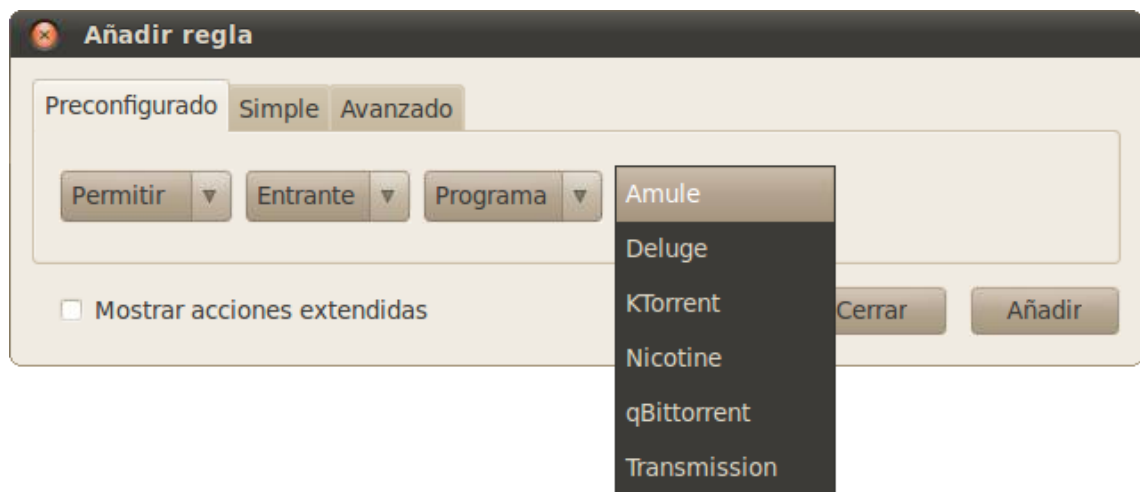 Añadir regla
Preconfigurado Simple Avanzado
Permitir Entrante Programa Amule
Deluge
KTorrent
Nicotine
qBittorrent
Transmission
Mostrar acciones extendidas
Cerrar Añadir